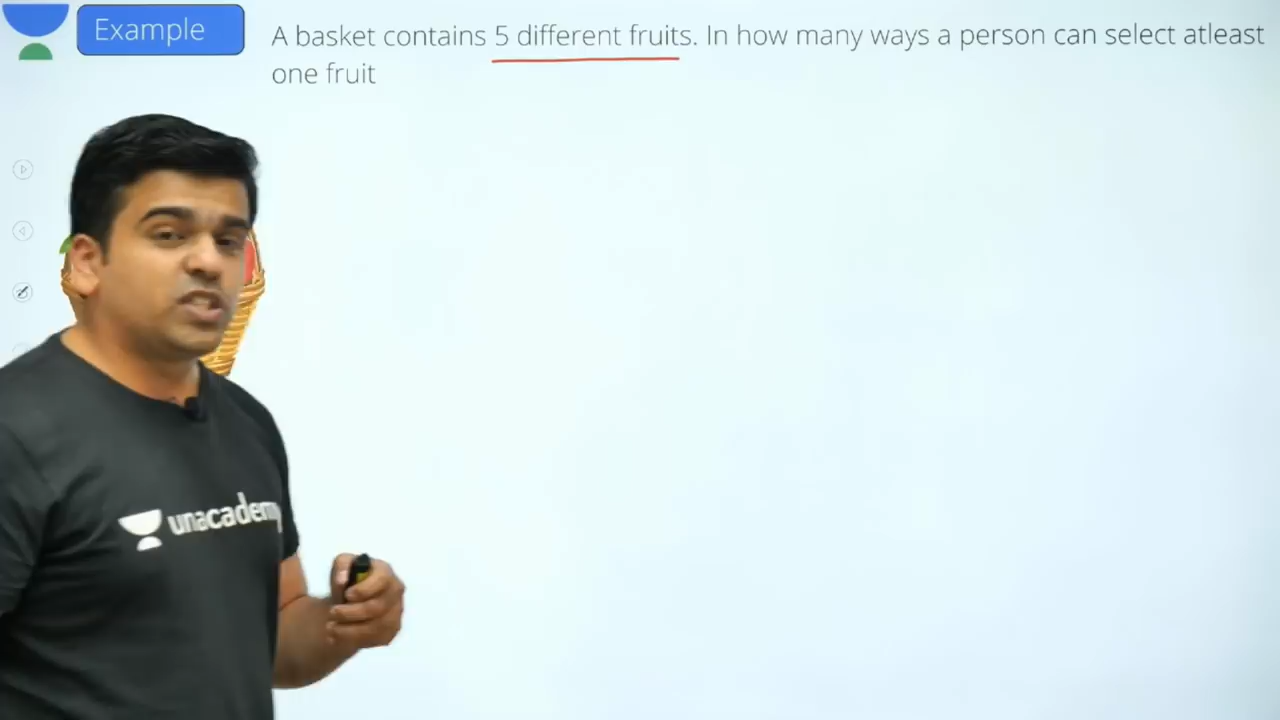 Example
A basket contains 5 different fruits. In how many ways a person can select atleast
one fruit
unacademy